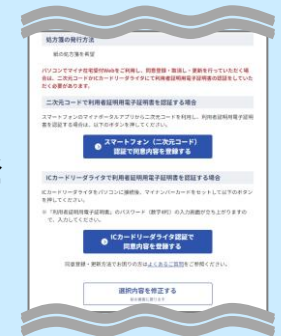 処方箋の発行方法
紙の処方箋を希望
パソコンでマイナ在宅受付Webをご利用し、同意登録・取消し・更新を行っていただく場
合は、二次元コードかICカードリーダライタにて利用者証明用電子証明書の認証をしていた
だく必要があります。
二次元コードで利用者証明用電子証明書を認証する場合
スマートフォンのマイナポータルアプリから二次元コードを利用し、利用者証明用電子証明
書を認証する場合は、以下のボタンを押してください。
スマートフォン（二次元コード）
認証で同意内容を登録する
ICカードリーダライタで利用者証明用電子証明書を認証する場合
ICカードリーダライタをパソコンに接続後、マイナンバーカードをセットして以下のボタン
を押してください。
※「利用者証明用電子証明書」のパスワード（数字4桁）の入力画面が立ち上がりますの
で、入力してください。
ICカードリーダライタ認証で
同意内容を登録する
同意登録・更新方法でお困りの方はよくあるご質問をご参照ください。
選択内容を修正する
前の画面に戻ります